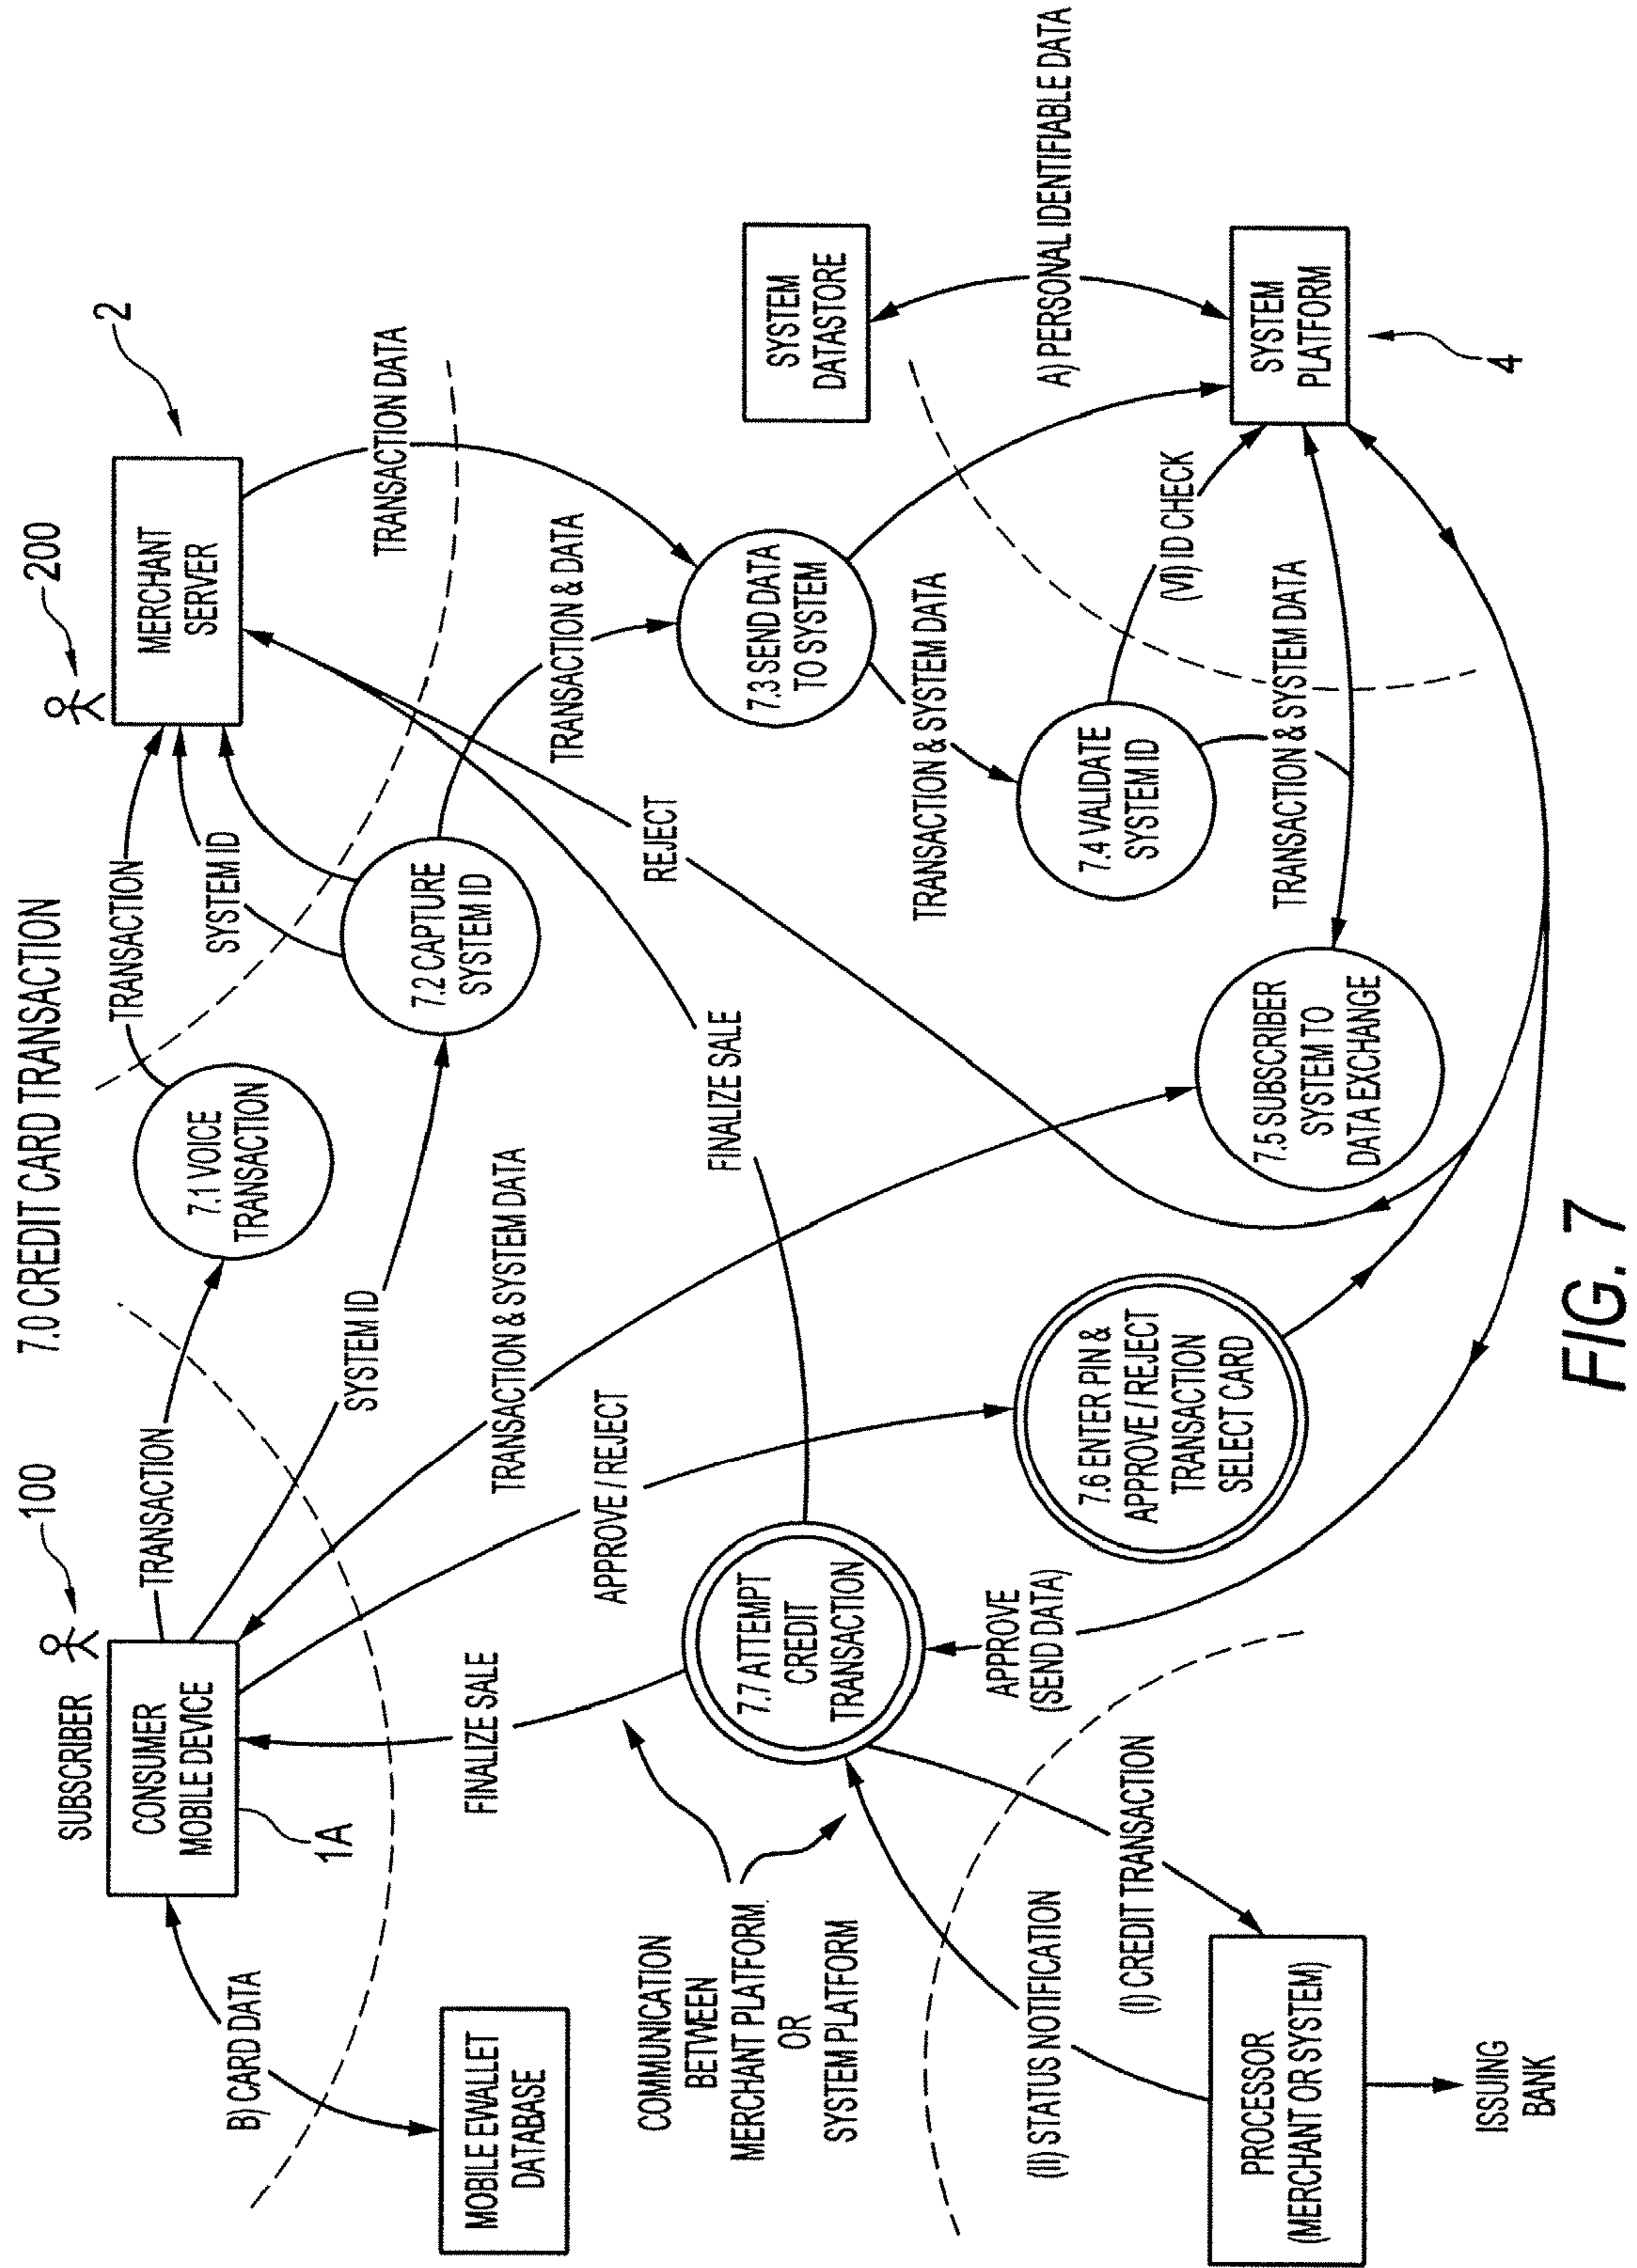 7.0 CREDIT CARD TRANSACTION
SUBSCRIBER
100
CONSUMER
MOBILE DEVICE
1A
B) CARD DATA
MOBILE EWALLET
DATABASE
TRANSACTION
7.1 VOICE
TRANSACTION
TRANSACTION
200
MERCHANT
SERVER
2
SYSTEM ID
7.2 CAPTURE
SYSTEM ID
SYSTEM ID
TRANSACTION DATA
TRANSACTION & DATA
7.3 SEND DATA
TO SYSTEM
TRANSACTION & SYSTEM DATA
APPROVE / REJECT
FINALIZE SALE
FINALIZE SALE
REJECT
SYSTEM
DATASTORE
A) PERSONAL IDENTIFIABLE DATA
SYSTEM
PLATFORM
4
TRANSACTION & SYSTEM DATA
7.4 VALIDATE
SYSTEM ID
(VI) ID CHECK
TRANSACTION & SYSTEM DATA
7.5 SUBSCRIBER
SYSTEM TO
DATA EXCHANGE
7.6 ENTER PIN &
APPROVE / REJECT
TRANSACTION
SELECT CARD
7.7 ATTEMPT
CREDIT
TRANSACTION
APPROVE
(SEND DATA)
COMMUNICATION
BETWEEN
MERCHANT PLATFORM
OR
SYSTEM PLATFORM
(II) STATUS NOTIFICATION
(I) CREDIT TRANSACTION
PROCESSOR
(MERCHANT OR SYSTEM)
ISSUING
BANK
FIG. 7